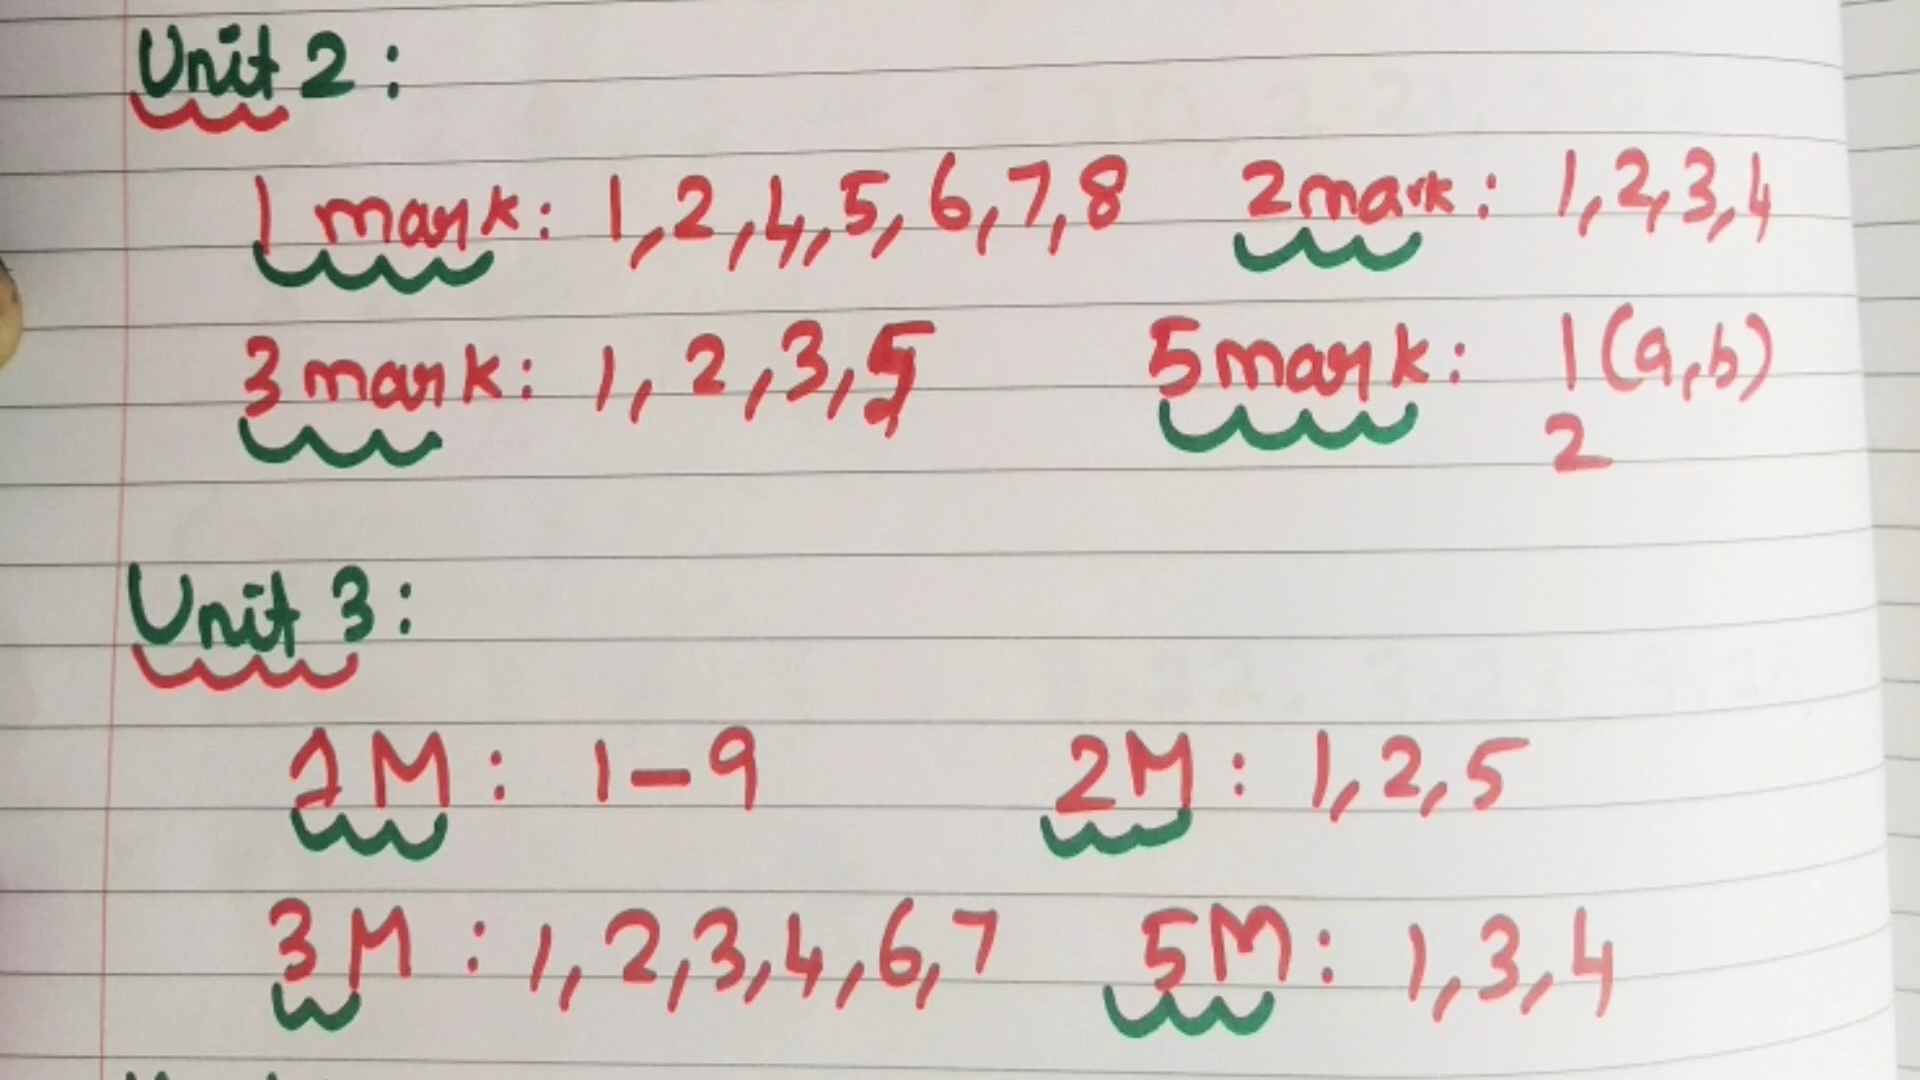 Unit 2 :
1 mark : 1,2,4,5,6,7,8 2 mark : 1,2,3,4
3 mark : 1,2,3,5 5 mark : 1(a,b)
2
Unit 3 :
1 M : 1-9 2M : 1,2,5
3 M : 1,2,3,4,6,7 5M : 1,3,4